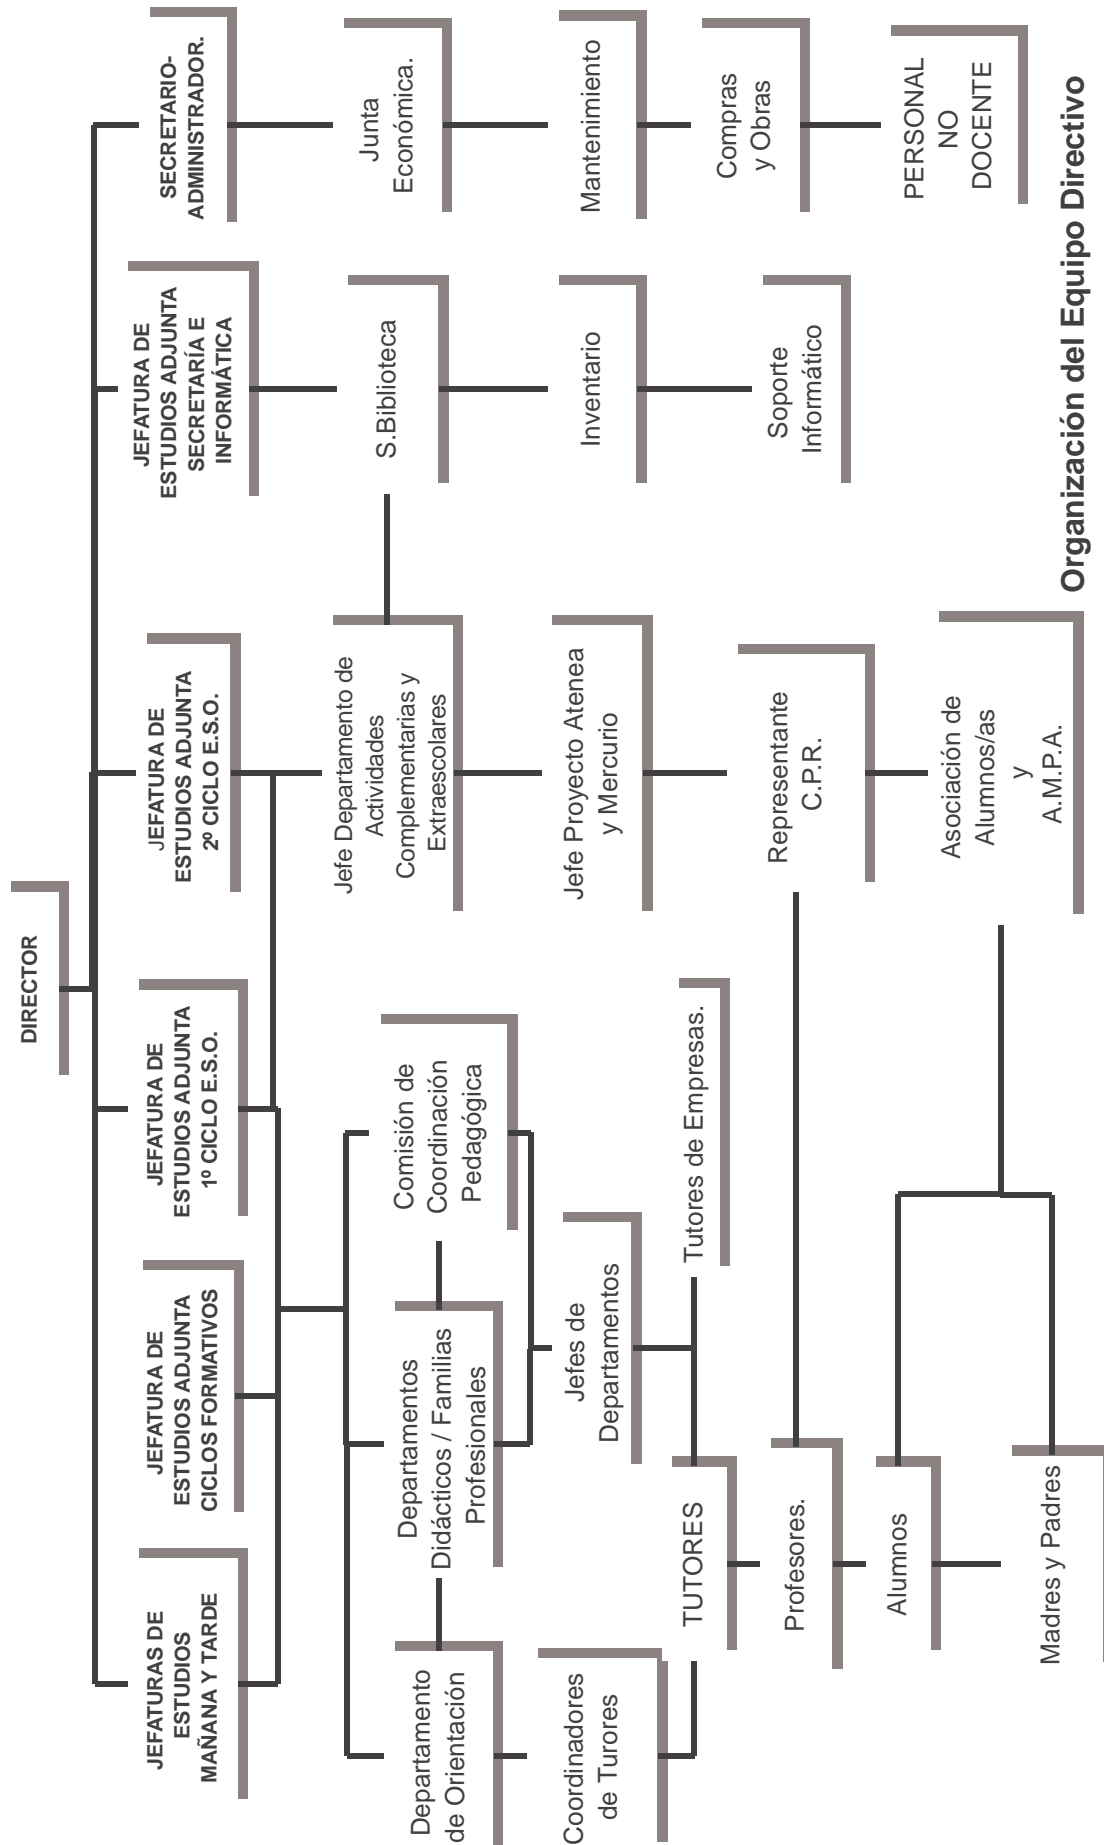 DIRECTOR
JEFATURAS DE
ESTUDIOS
MAÑANA Y TARDE
JEFATURA DE
ESTUDIOS ADJUNTA
CICLOS FORMATIVOS
JEFATURA DE
ESTUDIOS ADJUNTA
1º CICLO E.S.O.
JEFATURA DE
ESTUDIOS ADJUNTA
2º CICLO E.S.O.
JEFATURA DE
ESTUDIOS ADJUNTA
SECRETARÍA E
INFORMÁTICA
SECRETARIO-
ADMINISTRADOR.
Departamento
de Orientación
Departamentos
Didácticos / Familias
Profesionales
Comisión de
Coordinación
Pedagógica
Jefe Departamento de
Actividades
Complementarias y
Extraescolares
S.Biblioteca
Junta
Económica.
Coordinadores
de Turores
Jefes de
Departamentos
Jefe Proyecto Atenea
y Mercurio
Inventario
Mantenimiento
TUTORES
Tutores de Empresas.
Representante
C.P.R.
Soporte
Informático
Compras
y Obras
Profesores.
Alumnos
Asociación de
Alumnos/as
y
A.M.P.A.
PERSONAL
NO
DOCENTE
Madres y Padres
Organización del Equipo Directivo